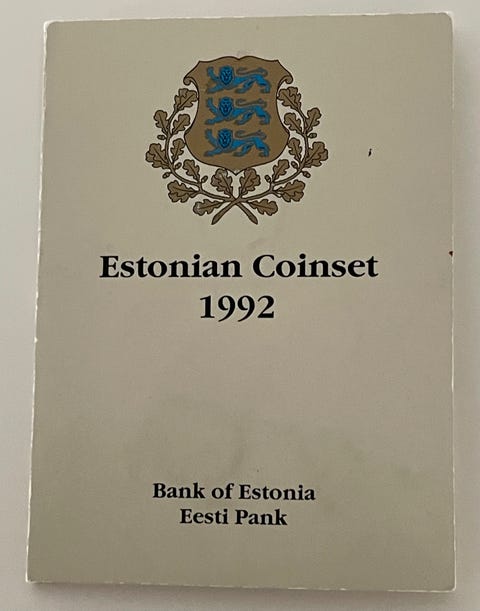 Estonian Coinset
1992
Bank of Estonia
Eesti Pank